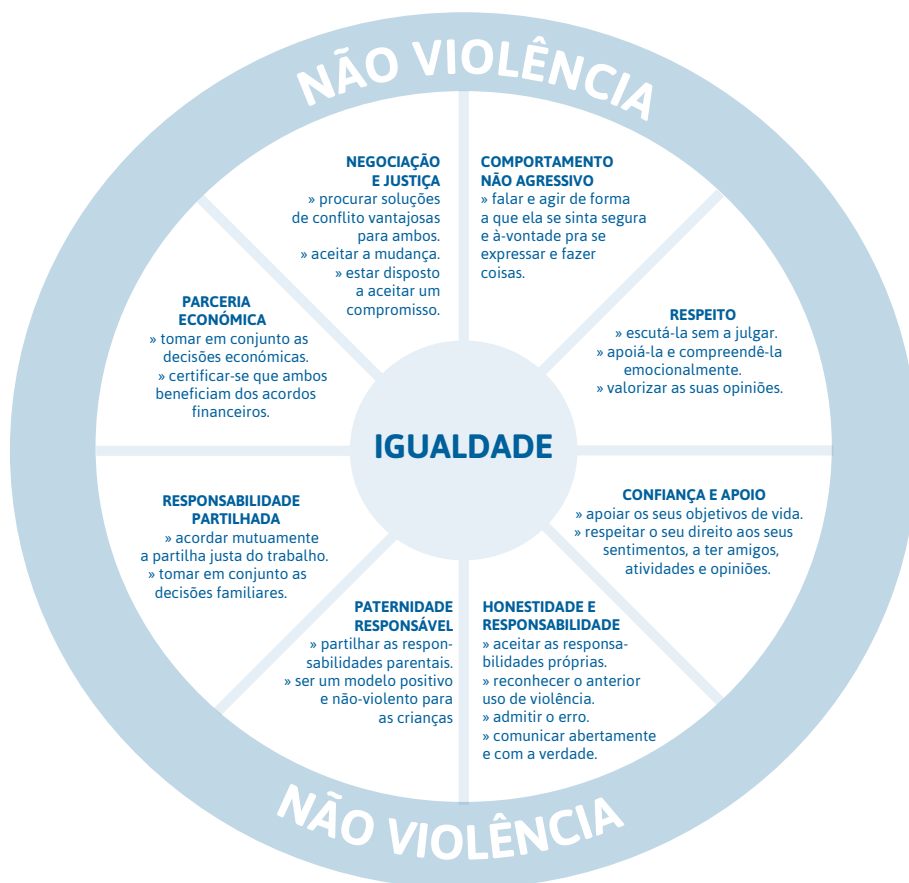 NÃO VIOLÊNCIA
NEGOCIAÇÃO
E JUSTIÇA
» procurar soluções
de conflito vantajosas
para ambos.
» aceitar a mudança.
» estar disposto
a aceitar um
compromisso.
COMPORTAMENTO
NÃO AGRESSIVO
» falar e agir de forma
a que ela se sinta segura
e à-vontade pra se
expressar e fazer
coisas.
PARCERIA
ECONÓMICA
» tomar em conjunto as
decisões económicas.
» certificar-se que ambos
beneficiam dos acordos
financeiros.
RESPEITO
» escutá-la sem a julgar.
» apoiá-la e compreendê-la
emocionalmente.
» valorizar as suas opiniões.
IGUALDADE
RESPONSABILIDADE
PARTILHADA
» acordar mutuamente
a partilha justa do trabalho.
» tomar em conjunto as
decisões familiares.
CONFIANÇA E APOIO
» apoiar os seus objetivos de vida.
» respeitar o seu direito aos seus
sentimentos, a ter amigos,
atividades e opiniões.
PATERNIDADE
RESPONSÁVEL
» partilhar as respon-
sabilidades parentais.
» ser um modelo positivo
e não-violento para
as crianças
HONESTIDADE E
RESPONSABILIDADE
» aceitar as responsa-
bilidades próprias.
» reconhecer o anterior
uso de violência.
» admitir o erro.
» comunicar abertamente
e com a verdade.
NÃO VIOLÊNCIA